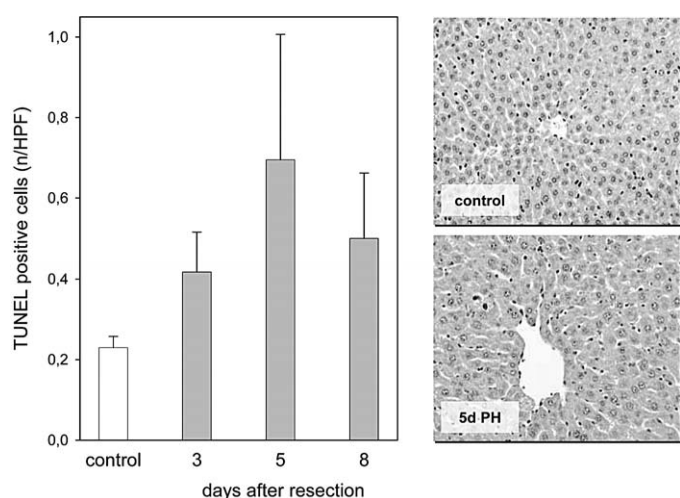 TUNEL positive cells (n/HPF)
1,0
0,8
0,6
0,4
0,2
0,0
control 3 5 8
days after resection
control
5d PH